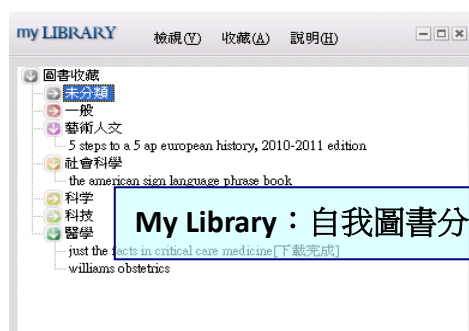 my LIBRARY 檢視(V) 收藏(A) 說明(H)
圖書收藏
未分類
一般
藝術人文
5 steps to a 5 ap european history, 2010-2011 edition
社會科學
the american sign language phrase book
科学
科技
My Library：自我圖書分
醫學
just the facts in critical care medicine[下載完成]
williams obstetrics